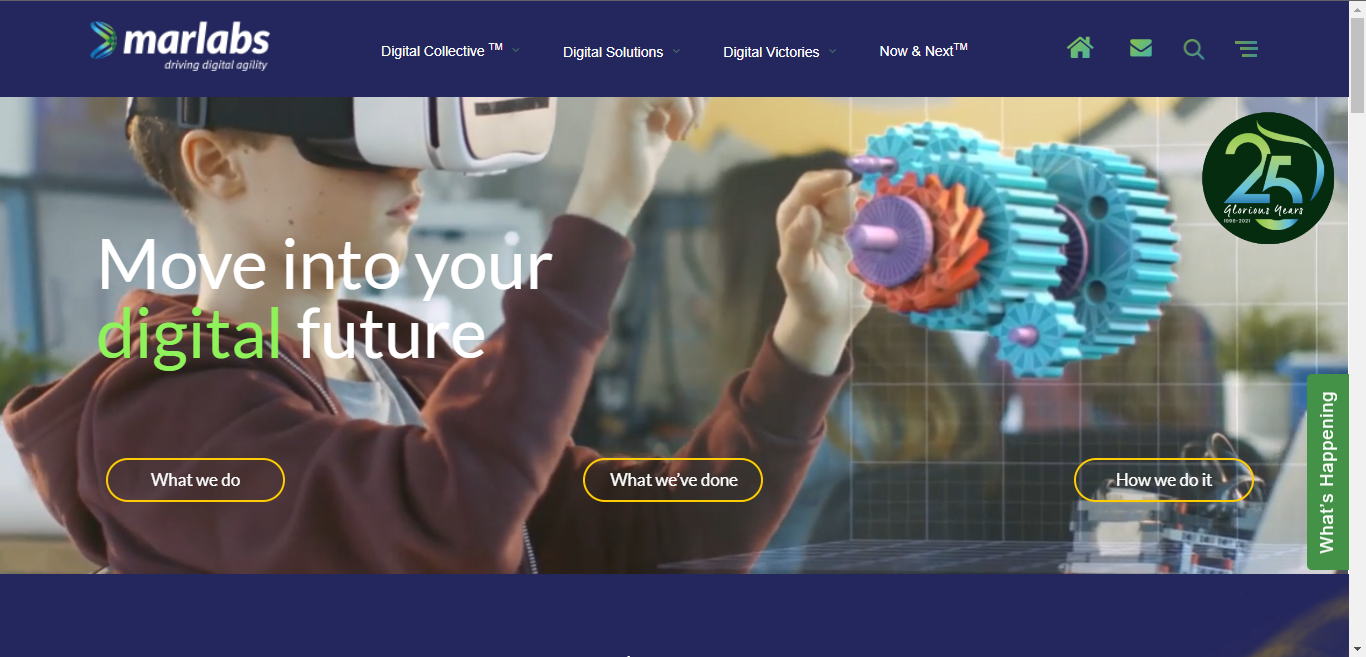 marlabs
driving digital agility
Digital Collective ™
Digital Solutions
Digital Victories
Now & Next™
25
Glorious Years
1996-2021
Move into your
digital future
What we do
What we've done
How we do it
What's Happening